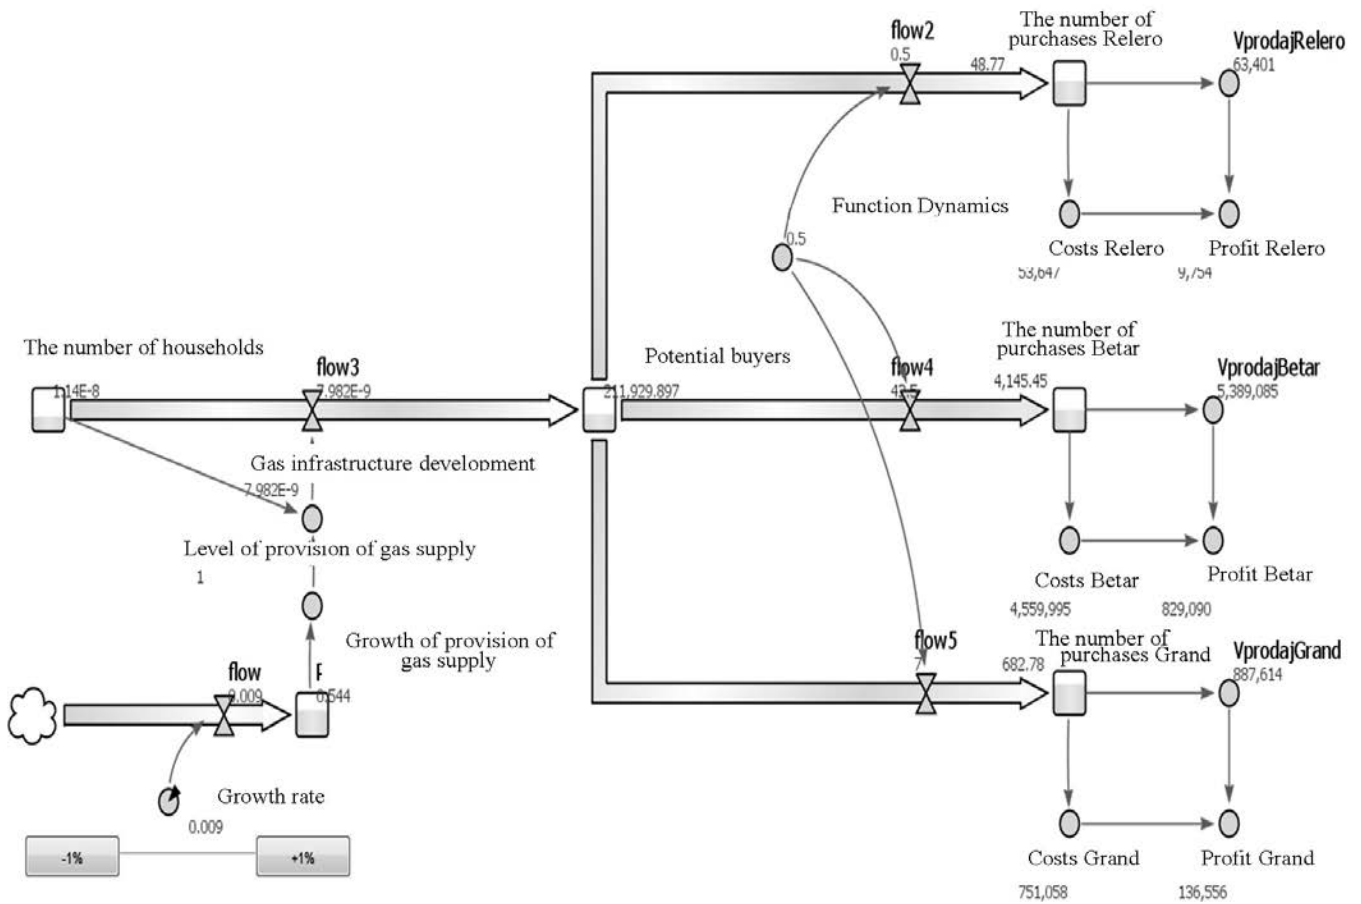 flow2
0.5
48.77
The number of
purchases Relero
VprodajRelero
63,401
Function Dynamics
0.5
Costs Relero
53,647
Profit Relero
9,754
The number of households
1.14E-8
flow3
7.982E-9
Potential buyers
211,929.897
flow4
42.5
4,145.45
The number of
purchases Betar
VprodajBetar
5,389,085
Gas infrastructure development
7.982E-9
Level of provision of gas supply
1
Costs Betar
4,559,995
Profit Betar
829,090
Growth of provision of
gas supply
flow
0.009
0.544
flow5
7
682.78
The number of
purchases Grand
VprodajGrand
887,614
Growth rate
0.009
-1%
+1%
Costs Grand
751,058
Profit Grand
136,556